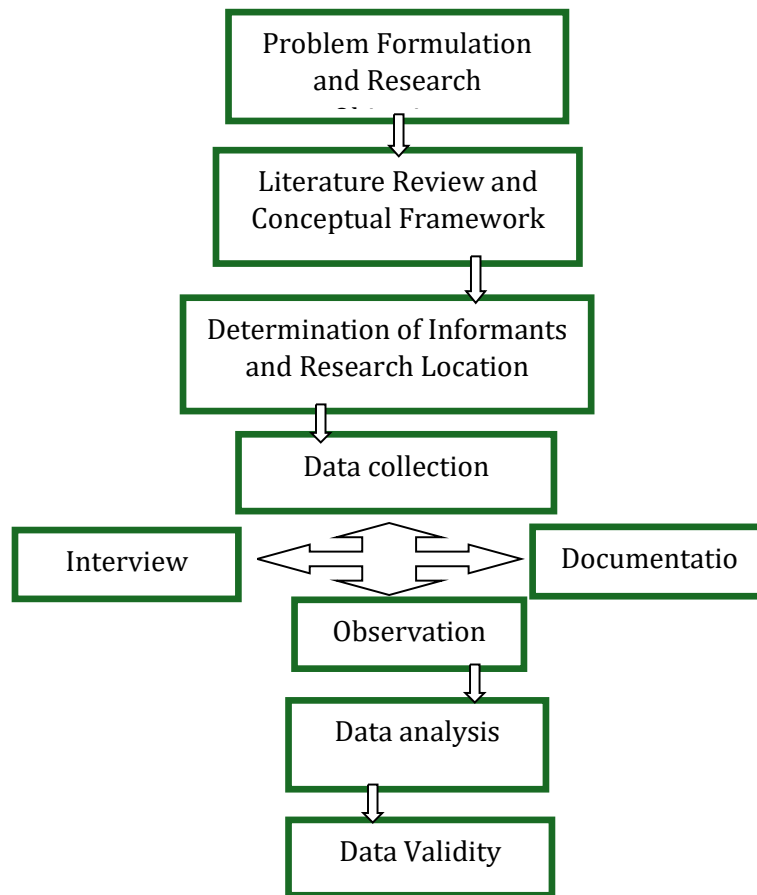 Problem Formulation
and Research
Literature Review and
Conceptual Framework
Determination of Informants
and Research Location
Data collection
Interview
Documentatio
Observation
Data analysis
Data Validity